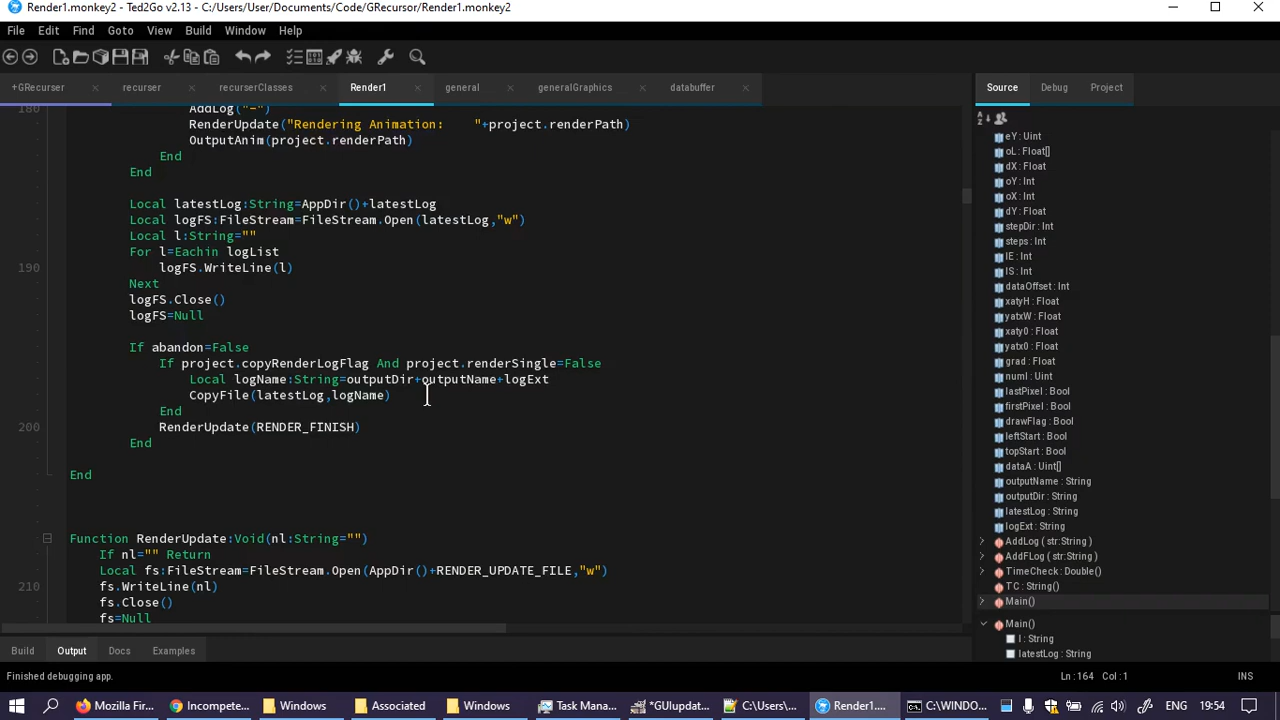 Render1.monkey2 - Ted2Go v2.13 - C:/Users/User/Documents/Code/GRecursor/Render1.monkey2
File Edit Find Goto View Build Window Help
+GRecurser recurser recurserClasses Render1 general generalGraphics databuffer
Source Debug Project
180 AddLog("=")
RenderUpdate("Rendering Animation: "+project.renderPath)
OutputAnim(project.renderPath)
End
End
Local latestLog:String=AppDir()+latestLog
Local logFS:FileStream=FileStream.Open(latestLog,"w")
Local l:String=""
For l=Eachin logList
190 logFS.WriteLine(l)
Next
logFS.Close()
logFS=Null
If abandon=False
If project.copyRenderLogFlag And project.renderSingle=False
Local logName:String=outputDir+outputName+logExt
CopyFile(latestLog,logName)
End
200 RenderUpdate(RENDER_FINISH)
End
End
Function RenderUpdate:Void(nl:String="")
If nl="" Return
Local fs:FileStream=FileStream.Open(AppDir()+RENDER_UPDATE_FILE,"w")
210 fs.WriteLine(nl)
fs.Close()
fs=Null
eY : Uint
oL : Float[]
dX : Float
oY : Int
oX : Int
dY : Float
stepDir : Int
steps : Int
lE : Int
lS : Int
dataOffset : Int
xatyH : Float
yatxW : Float
xaty0 : Float
yatx0 : Float
grad : Float
numI : Uint
lastPixel : Bool
firstPixel : Bool
drawFlag : Bool
leftStart : Bool
topStart : Bool
dataA : Uint[]
outputName : String
outputDir : String
latestLog : String
logExt : String
AddLog ( str:String )
AddFLog ( str:String )
TimeCheck : Double()
TC : String()
Main()
Main()
l : String
latestLog : String
Build Output Docs Examples
Finished debugging app.
Ln : 164 Col : 1 INS
Mozilla Fir... Incompete... Windows Associated Windows Task Mana... *GUIupdat... C:\Users\... Render1.... C:\WINDO... ENG 19:54